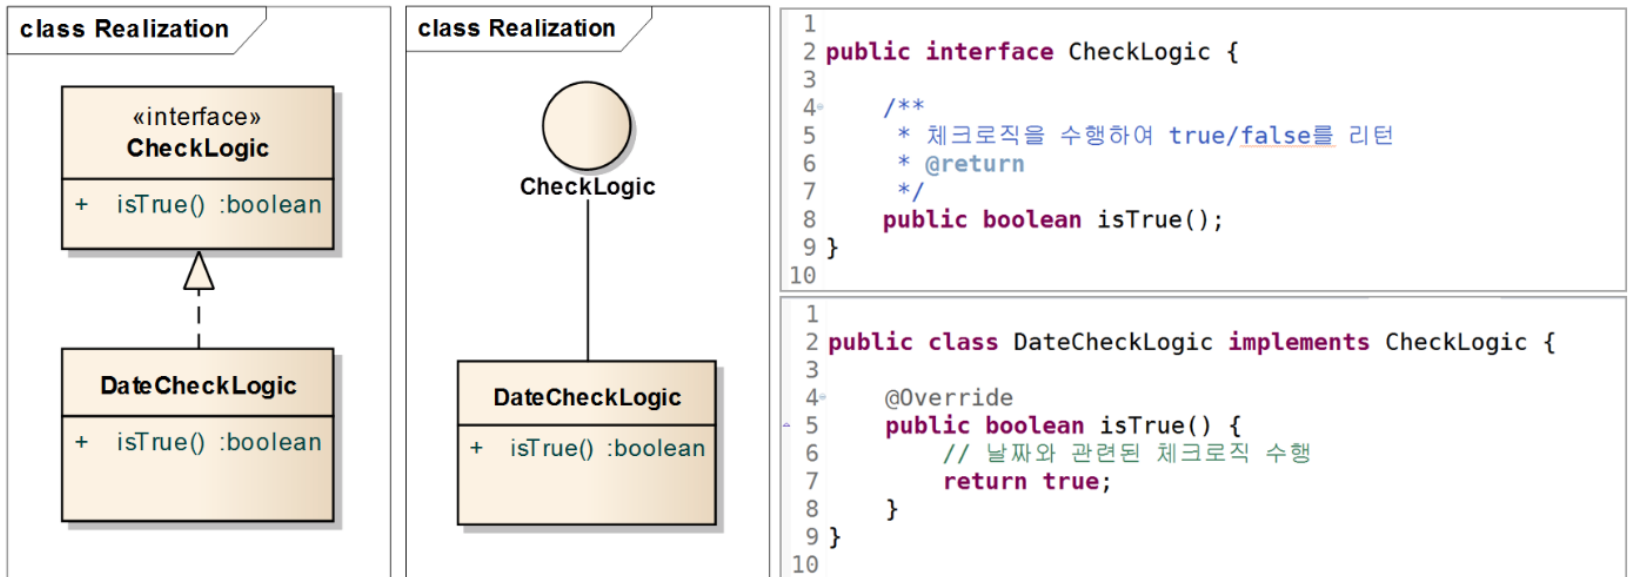 class Realization
«interface»
CheckLogic
+ isTrue() :boolean
DateCheckLogic
+ isTrue() :boolean
class Realization
CheckLogic
DateCheckLogic
+ isTrue() :boolean
1
2 public interface CheckLogic {
3
4 /**
5 * 체크로직을 수행하여 true/false를 리턴
6 * @return
7 */
8 public boolean isTrue();
9 }
10
1
2 public class DateCheckLogic implements CheckLogic {
3
4 @Override
5 public boolean isTrue() {
6 // 날짜와 관련된 체크로직 수행
7 return true;
8 }
9 }
10